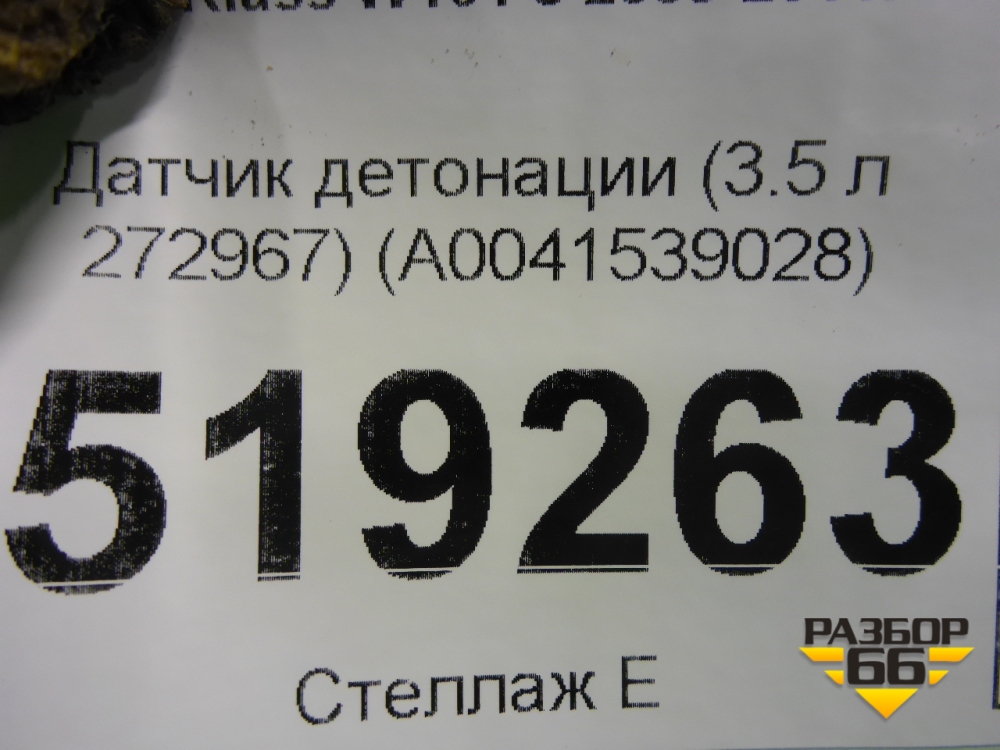 Датчик детонации (3.5 л
272967) (A0041539028)
519263
Стеллаж Е
РАЗБОР
66